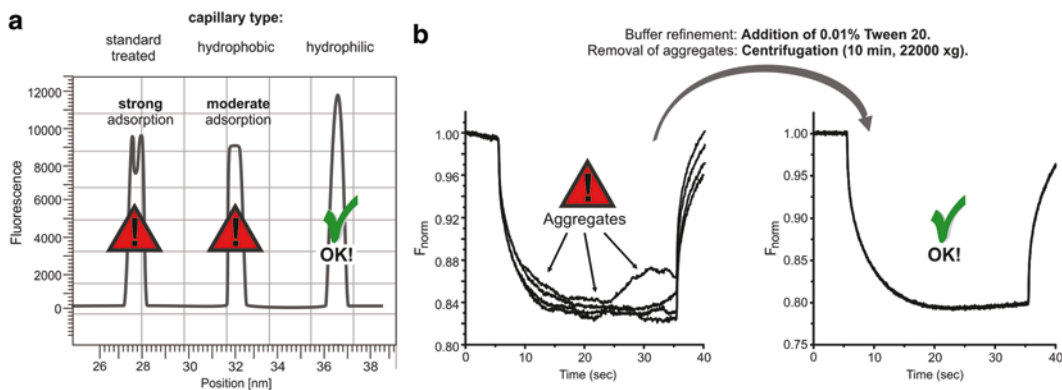 a
capillary type:
standard
treated
hydrophobic
hydrophilic
12000
10000
8000
6000
4000
2000
0
Fluorescence
strong
adsorption
moderate
adsorption
!
!
OK!
26 28 30 32 34 36 38
Position [nm]
b
Buffer refinement: Addition of 0.01% Tween 20.
Removal of aggregates: Centrifugation (10 min, 22000 xg).
1.00
0.96
0.92
0.88
0.84
0.80
Fnorm
!
Aggregates
0 10 20 30 40
Time (sec)
1.00
0.95
0.90
0.85
0.80
0.75
Fnorm
OK!
0 10 20 30 40
Time (sec)